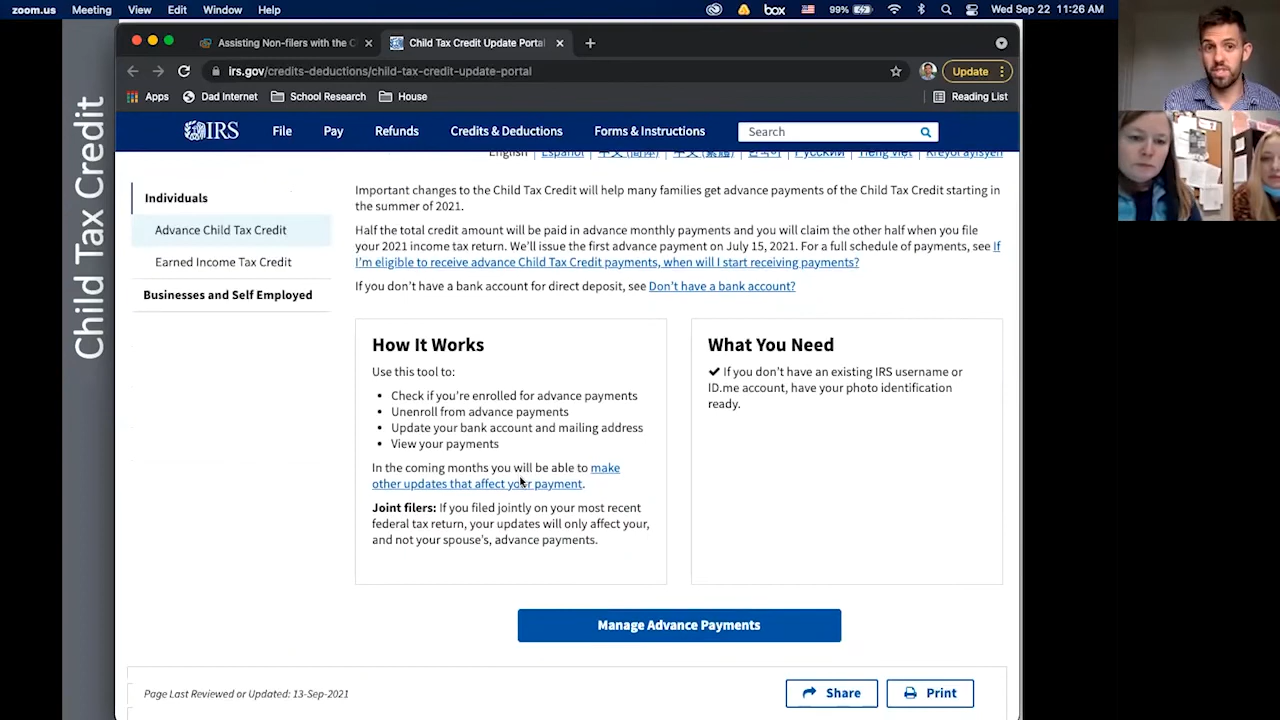 zoom.us Meeting View Edit Window Help box 99% Wed Sep 22 11:26 AM
Assisting Non-filers with the C Child Tax Credit Update Portal
irs.gov/credits-deductions/child-tax-credit-update-portal Update
Apps Dad Internet School Research House Reading List
Child Tax Credit
IRS File Pay Refunds Credits & Deductions Forms & Instructions Search
English Español 中文 (简体) 中文 (繁體) 한국어 Русский Tiếng Việt Kreyòl ayisyen
Individuals
Advance Child Tax Credit
Earned Income Tax Credit
Businesses and Self Employed
Important changes to the Child Tax Credit will help many families get advance payments of the Child Tax Credit starting in
the summer of 2021.
Half the total credit amount will be paid in advance monthly payments and you will claim the other half when you file
your 2021 income tax return. We'll issue the first advance payment on July 15, 2021. For a full schedule of payments, see If
I'm eligible to receive advance Child Tax Credit payments, when will I start receiving payments?
If you don't have a bank account for direct deposit, see Don't have a bank account?
How It Works
Use this tool to:
• Check if you're enrolled for advance payments
• Unenroll from advance payments
• Update your bank account and mailing address
• View your payments
In the coming months you will be able to make
other updates that affect your payment.
Joint filers: If you filed jointly on your most recent
federal tax return, your updates will only affect your,
and not your spouse's, advance payments.
What You Need
✔ If you don't have an existing IRS username or
ID.me account, have your photo identification
ready.
Manage Advance Payments
Page Last Reviewed or Updated: 13-Sep-2021 Share Print